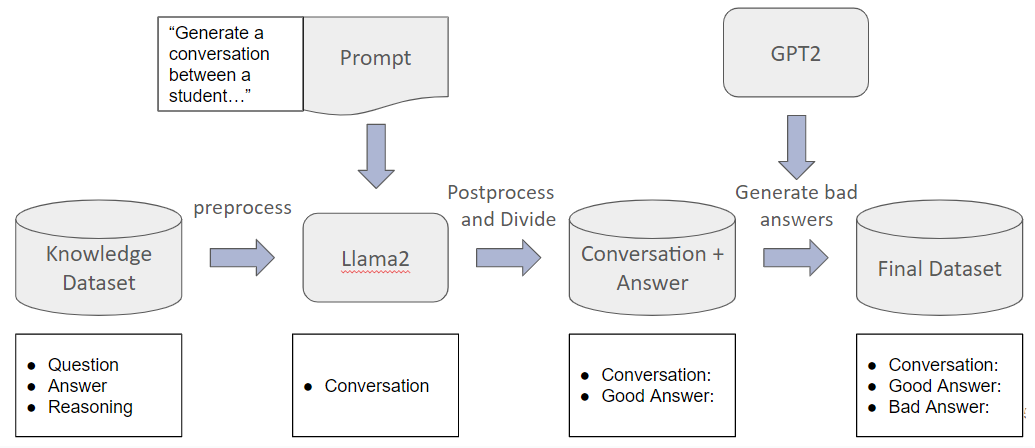 “Generate a
conversation
between a
student…”
Prompt
GPT2
preprocess
Postprocess
and Divide
Generate bad
answers
Knowledge
Dataset
Llama2
Conversation +
Answer
Final Dataset
● Question
● Answer
● Reasoning
● Conversation
● Conversation:
● Good Answer:
● Conversation:
● Good Answer:
● Bad Answer: